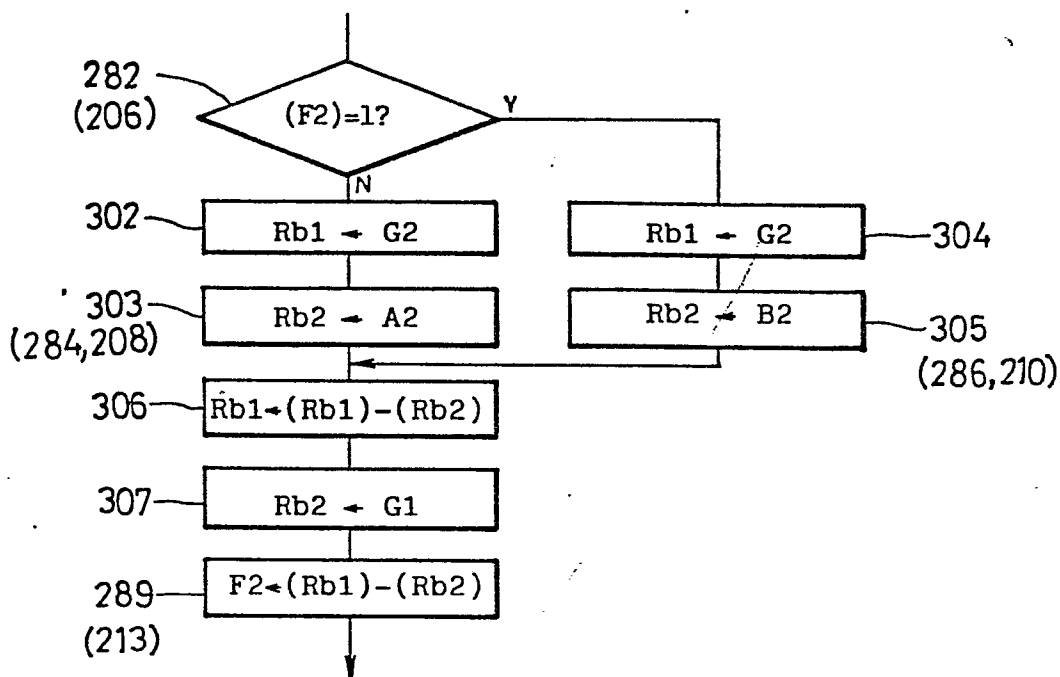 282
(206)
(F2)=1?
Y
N
302
Rb1 ← G2
Rb1 ← G2
304
303
(284,208)
Rb2 ← A2
Rb2 ← B2
305
(286,210)
306
Rb1←(Rb1)-(Rb2)
307
Rb2 ← G1
289
(213)
F2←(Rb1)-(Rb2)